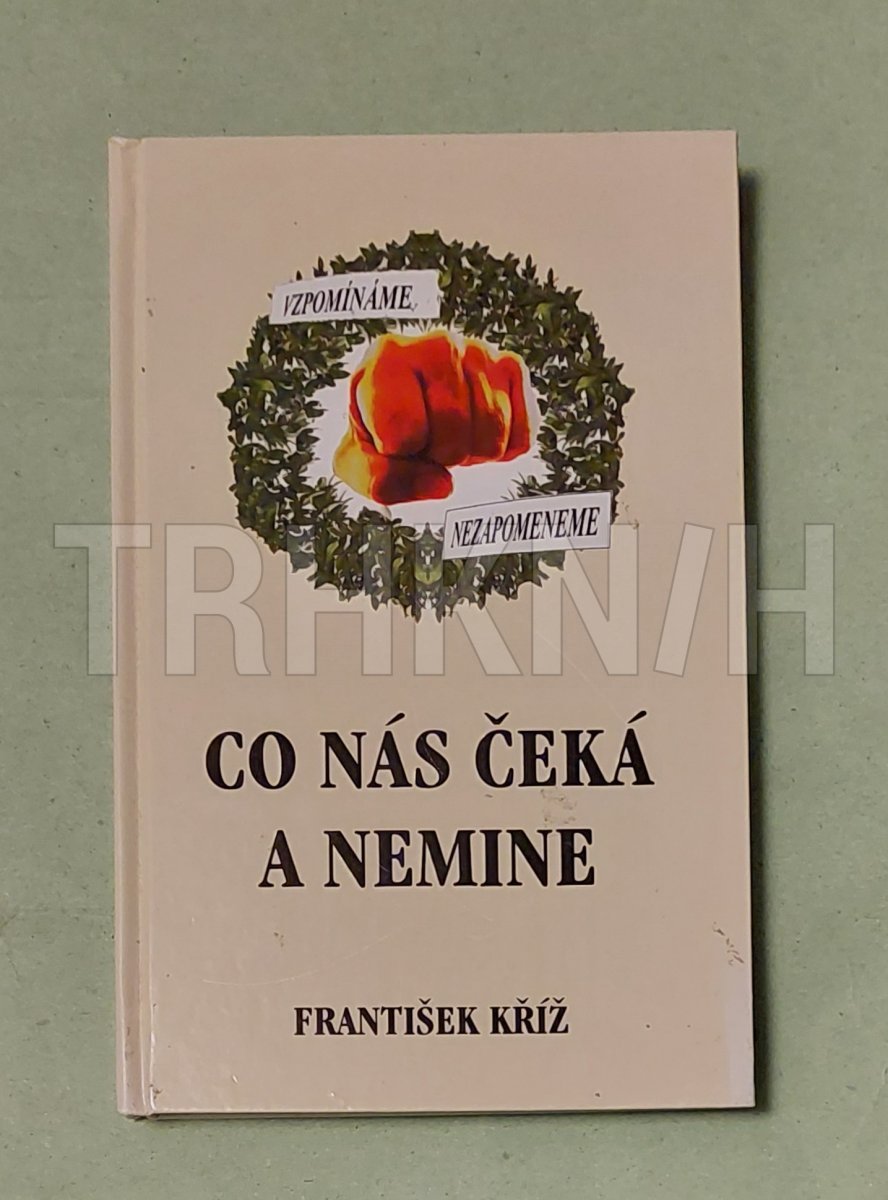 VZPOMÍNÁME
NEZAPOMENEME
TRHKNIH
CO NÁS ČEKÁ
A NEMINE
FRANTIŠEK KŘÍŽ